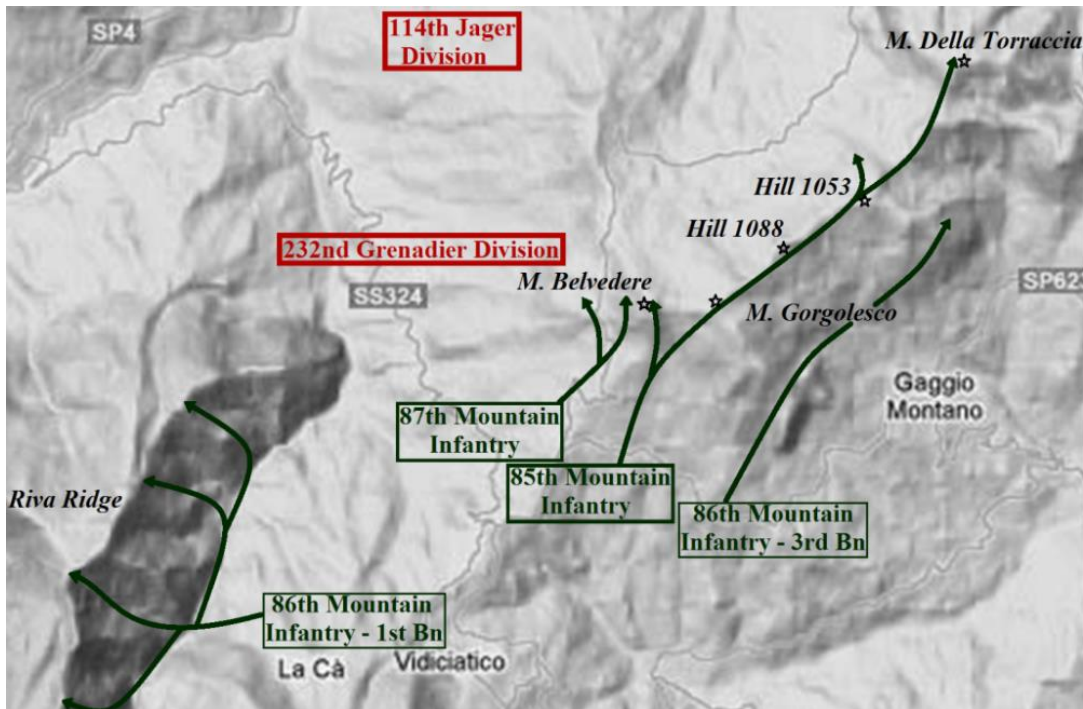 SP4
114th Jager
Division
M. Della Torraccia
Hill 1053
Hill 1088
232nd Grenadier Division
M. Belvedere
SS324
SP623
M. Gorgolesco
Gaggio
Montano
87th Mountain
Infantry
85th Mountain
Infantry
Riva Ridge
86th Mountain
Infantry - 3rd Bn
86th Mountain
Infantry - 1st Bn
La Cà
Vidiciatico